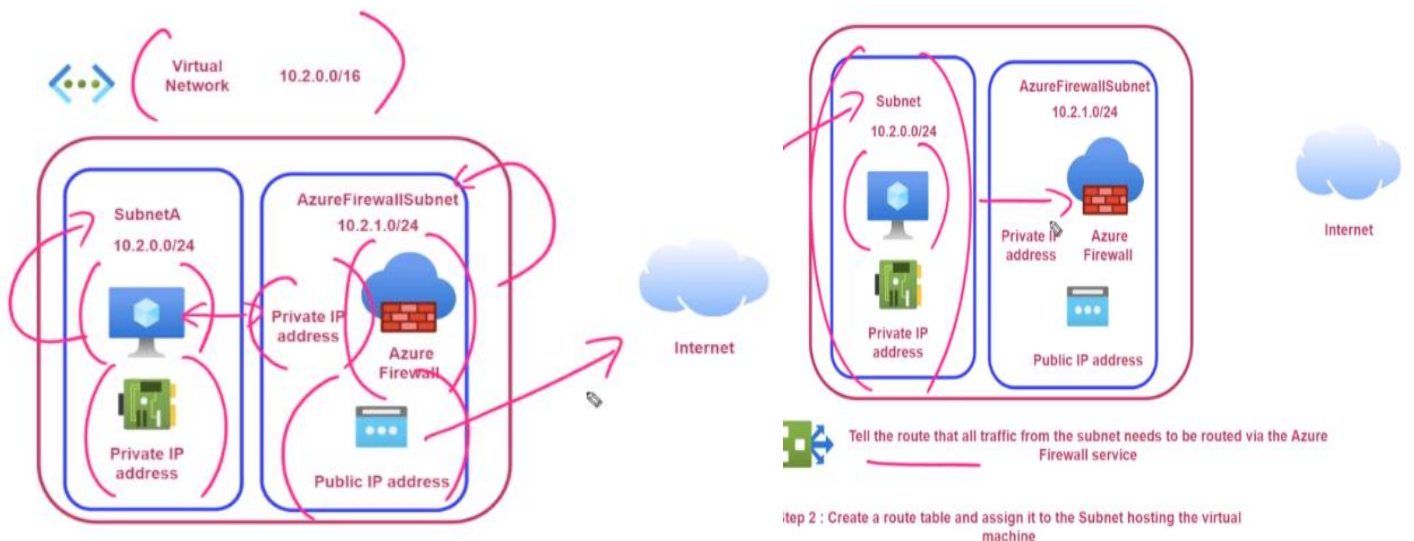 Virtual
Network
10.2.0.0/16
SubnetA
10.2.0.0/24
Private IP
address
AzureFirewallSubnet
10.2.1.0/24
Private IP
address
Azure
Firewall
Public IP address
Internet
Subnet
10.2.0.0/24
Private IP
address
AzureFirewallSubnet
10.2.1.0/24
Private IP
address
Azure
Firewall
Public IP address
Internet
Tell the route that all traffic from the subnet needs to be routed via the Azure
Firewall service
Step 2 : Create a route table and assign it to the Subnet hosting the virtual
machine